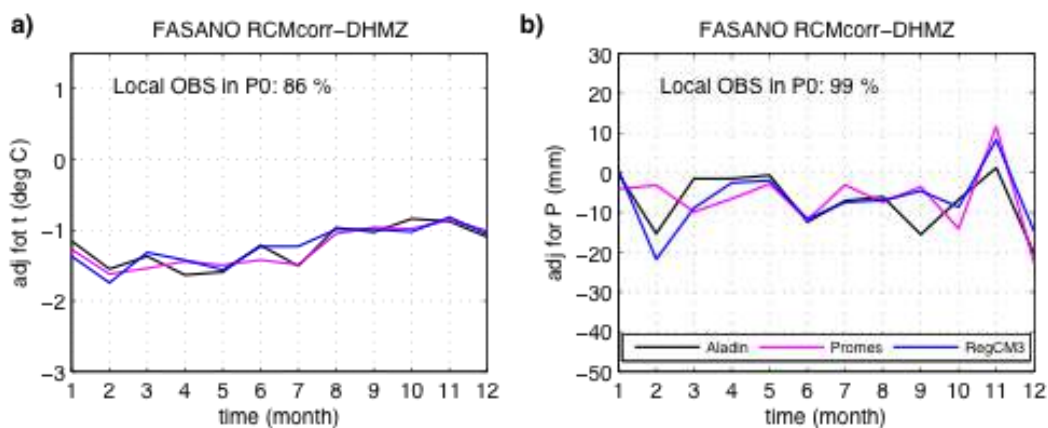 a)
FASANO RCMcorr-DHMZ
Local OBS in P0: 86 %
adj fot t (deg C)
1
0
−1
−2
−3
1 2 3 4 5 6 7 8 9 10 11 12
time (month)
b)
FASANO RCMcorr-DHMZ
Local OBS in P0: 99 %
adj for P (mm)
30
20
10
0
−10
−20
−30
−40
−50
Aladin Promes RegCM3
1 2 3 4 5 6 7 8 9 10 11 12
time (month)